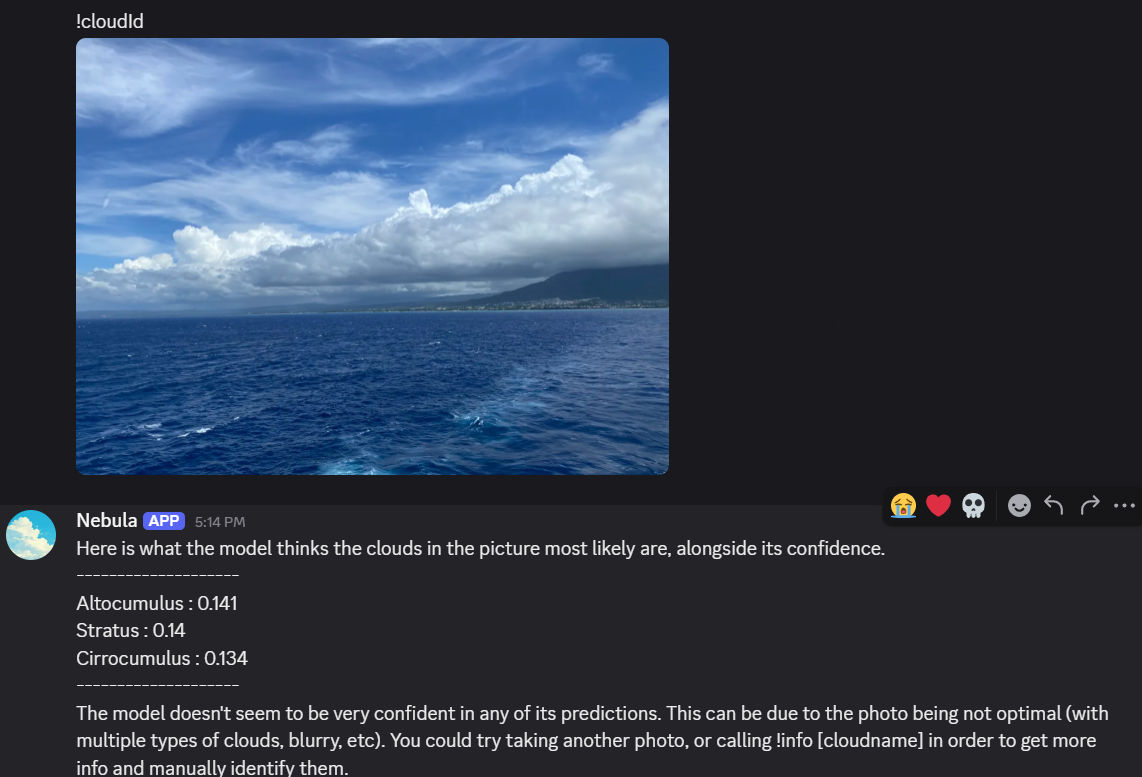 !cloudId
Nebula APP 5:14 PM
Here is what the model thinks the clouds in the picture most likely are, alongside its confidence.
--------------------
Altocumulus : 0.141
Stratus : 0.14
Cirrocumulus : 0.134
--------------------
The model doesn't seem to be very confident in any of its predictions. This can be due to the photo being not optimal (with
multiple types of clouds, blurry, etc). You could try taking another photo, or calling !info [cloudname] in order to get more
info and manually identify them.